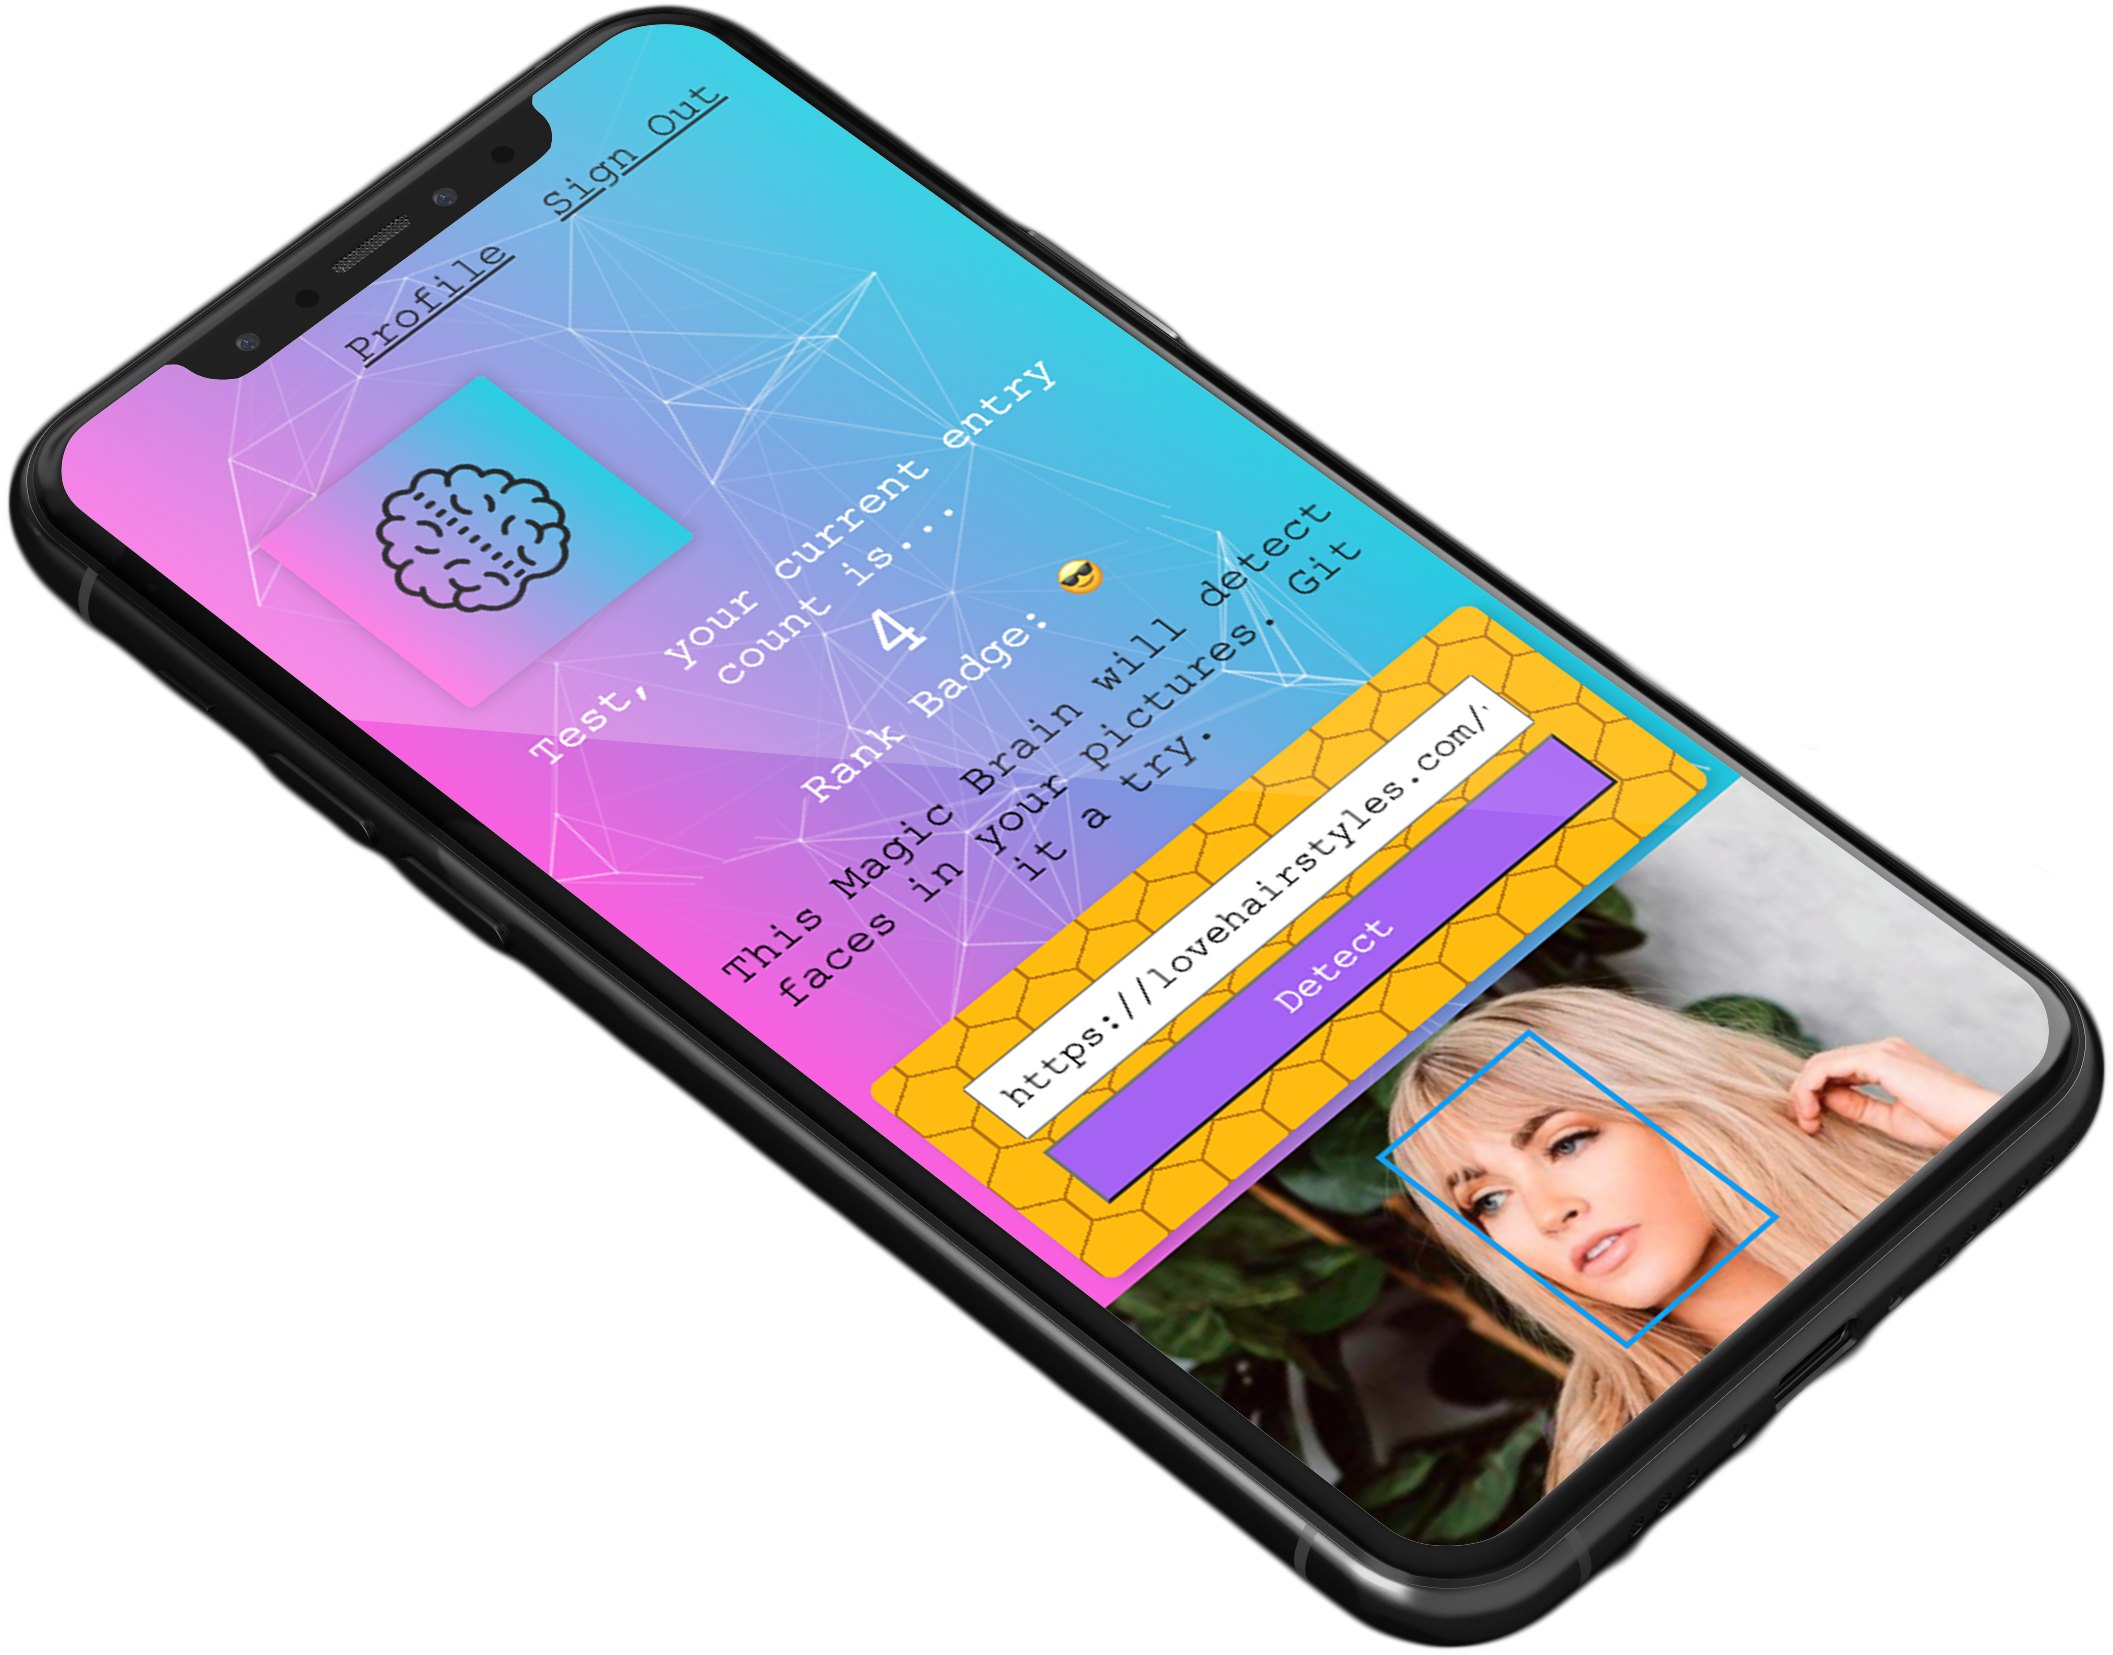 Profile Sign Out
Test, your current entry
count is...
4
Rank Badge: 😎
This Magic Brain will detect
faces in your pictures. Git
it a try.
https://lovehairstyles.com/
Detect